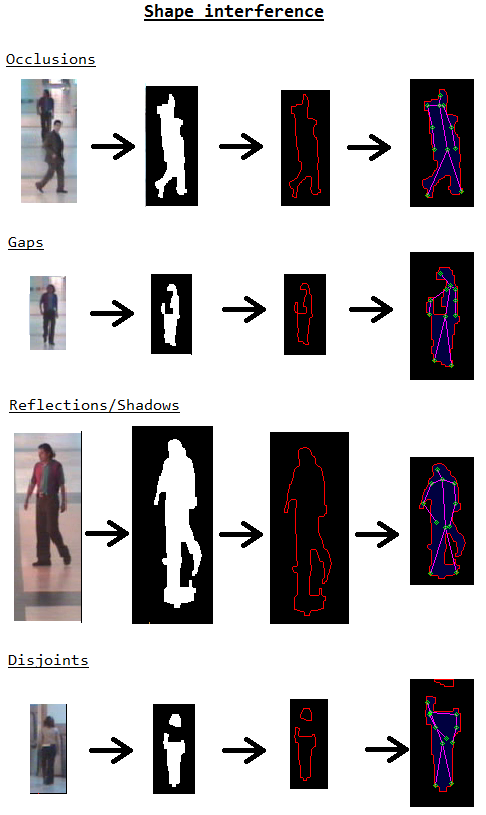 Shape interference
Occlusions
Gaps
Reflections/Shadows
Disjoints